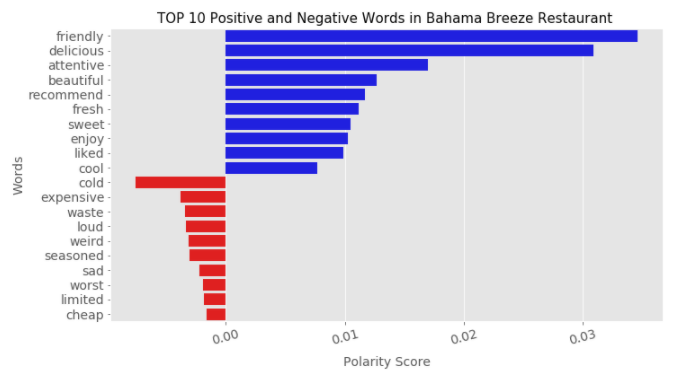 TOP 10 Positive and Negative Words in Bahama Breeze Restaurant
friendly
delicious
attentive
beautiful
recommend
fresh
sweet
enjoy
liked
cool
cold
expensive
waste
loud
weird
seasoned
sad
worst
limited
cheap
Words
0.00 0.01 0.02 0.03
Polarity Score